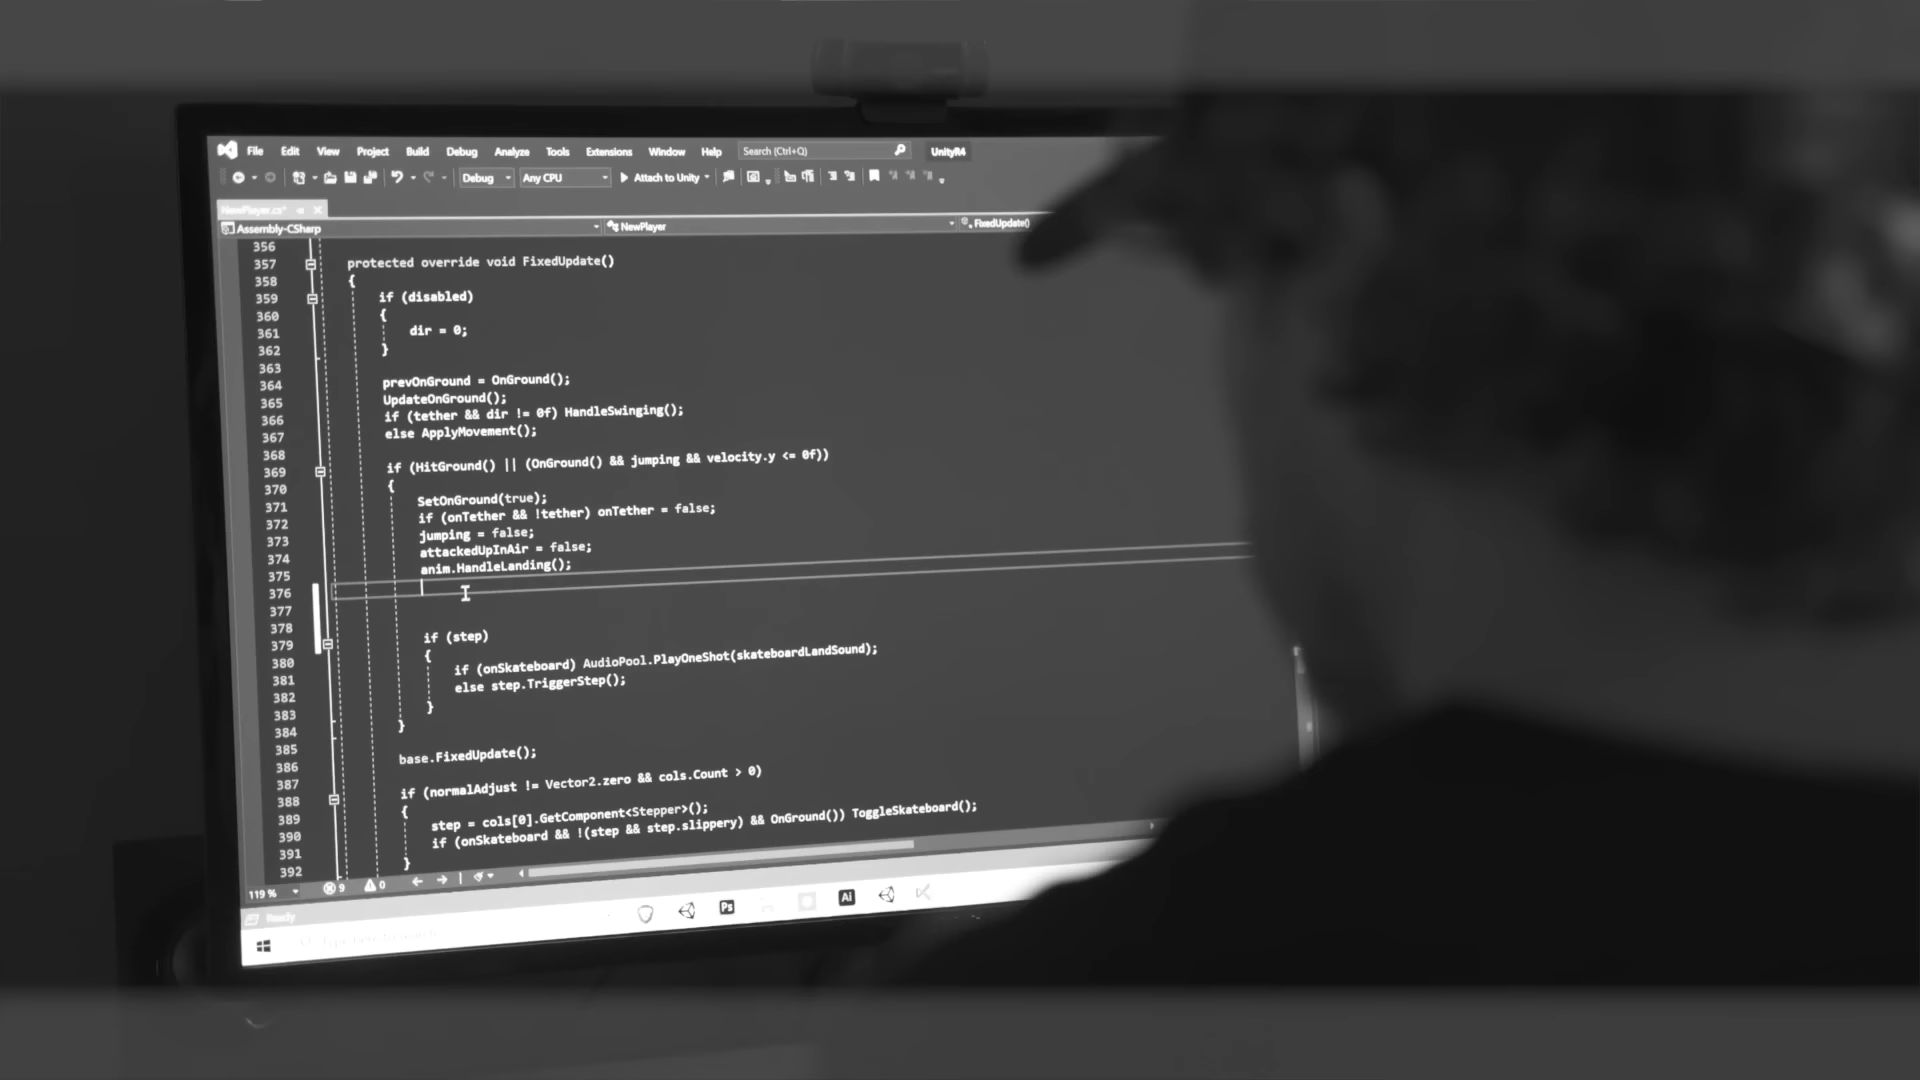 File Edit View Project Build Debug Analyze Tools Extensions Window Help Search (Ctrl+Q) UnityR4
Debug Any CPU Attach to Unity
NewPlayer.cs*
Assembly-CSharp NewPlayer FixedUpdate()
356
357 protected override void FixedUpdate()
358 {
359 if (disabled)
360 {
361 dir = 0;
362 }
363
364 prevOnGround = OnGround();
365 UpdateOnGround();
366 if (tether && dir != 0f) HandleSwinging();
367 else ApplyMovement();
368
369 if (HitGround() || (OnGround() && jumping && velocity.y <= 0f))
370 {
371 SetOnGround(true);
372 if (onTether && !tether) onTether = false;
373 jumping = false;
374 attackedUpInAir = false;
375 anim.HandleLanding();
376
377
378
379 if (step)
380 {
381 if (onSkateboard) AudioPool.PlayOneShot(skateboardLandSound);
382 else step.TriggerStep();
383 }
384 }
385
386 base.FixedUpdate();
387
388 if (normalAdjust != Vector2.zero && cols.Count > 0)
389 {
390 step = cols[0].GetComponent<Stepper>();
391 if (onSkateboard && !(step && step.slippery) && OnGround()) ToggleSkateboard();
392 }
119 % 9 0
Ready
Ps Ai
Type here to search